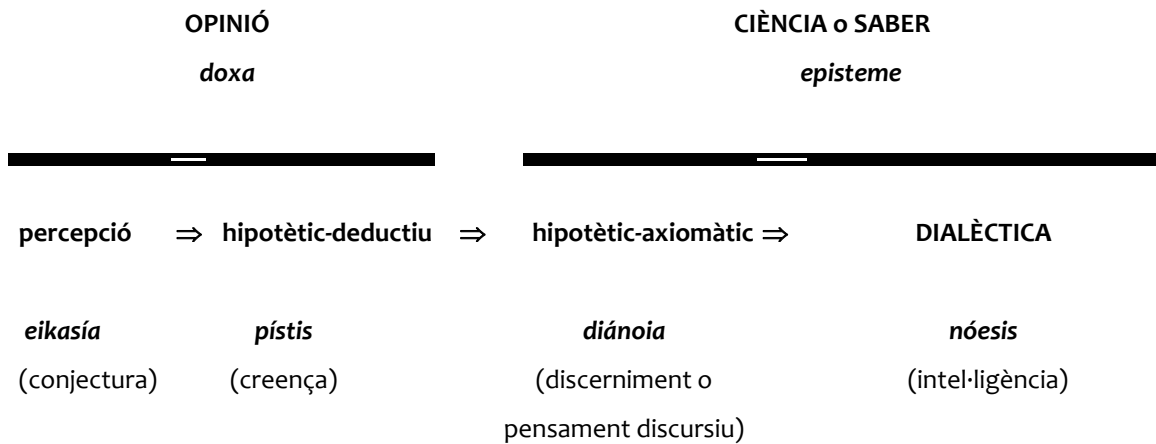 OPINIÓ CIÈNCIA o SABER
doxa episteme
percepció ⇒ hipotètic-deductiu ⇒ hipotètic-axiomàtic ⇒ DIALÈCTICA
eikasía pístis diánoia nóesis
(conjectura) (creença) (discerniment o (intel·ligència)
pensament discursiu)